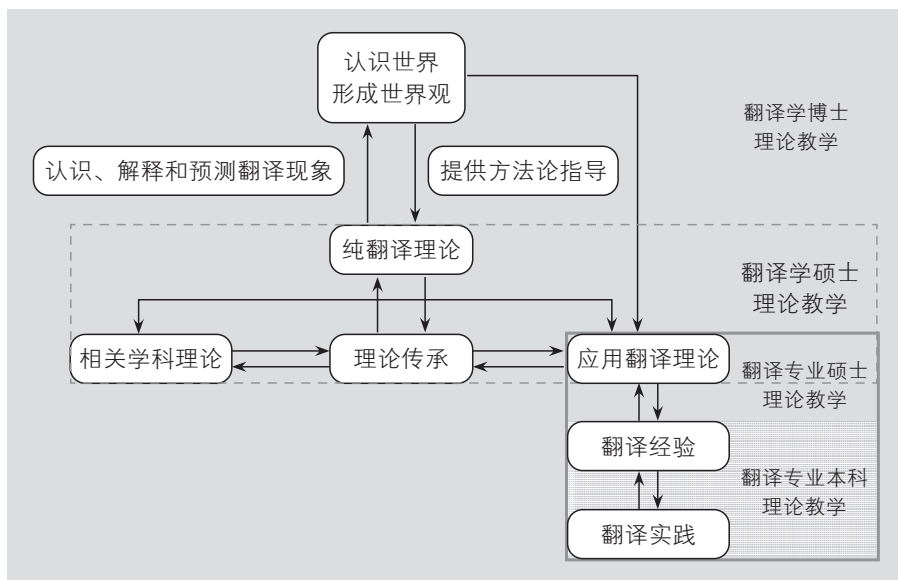 认识世界
形成世界观
翻译学博士
理论教学
认识、解释和预测翻译现象
提供方法论指导
纯翻译理论
翻译学硕士
理论教学
相关学科理论
理论传承
应用翻译理论
翻译专业硕士
理论教学
翻译经验
翻译专业本科
理论教学
翻译实践